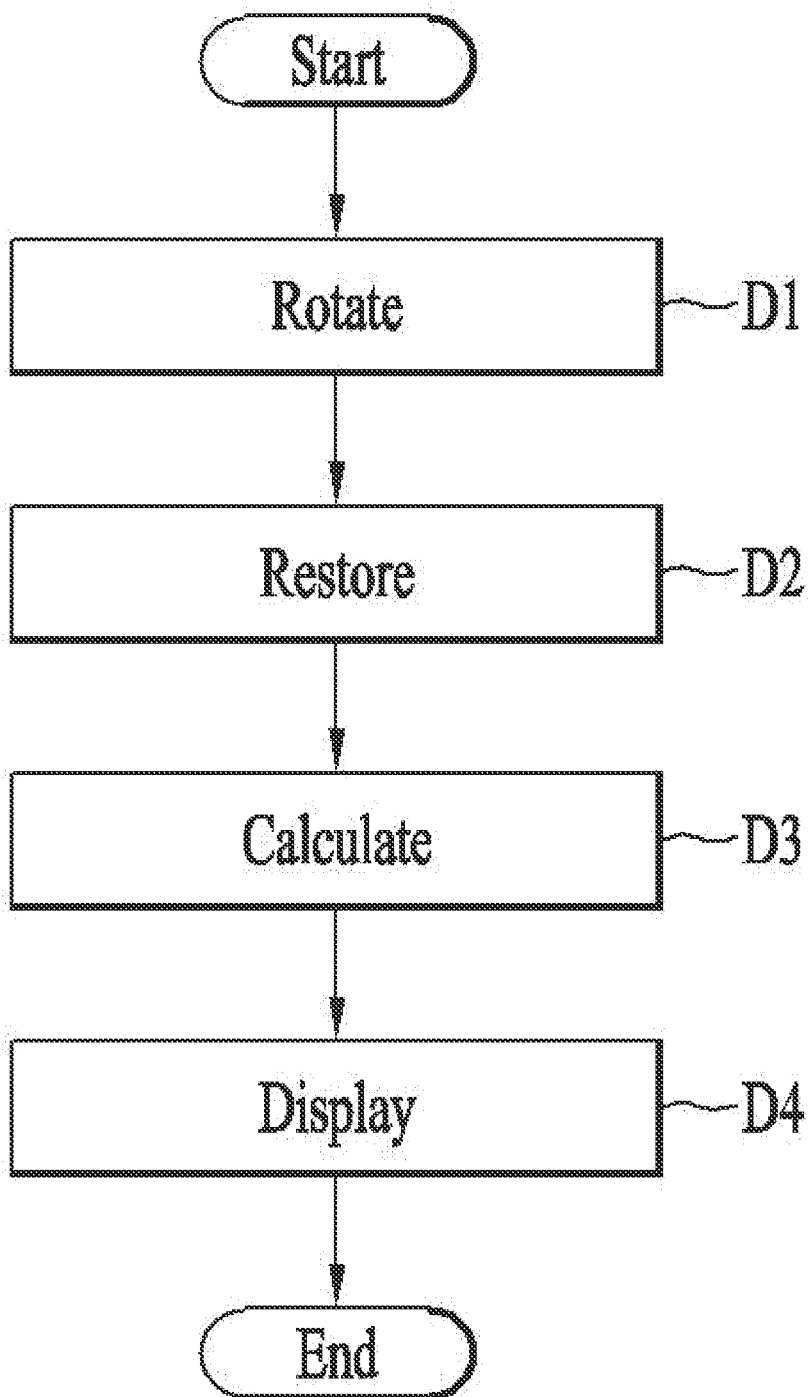 Start
Rotate D1
Restore D2
Calculate D3
Display D4
End